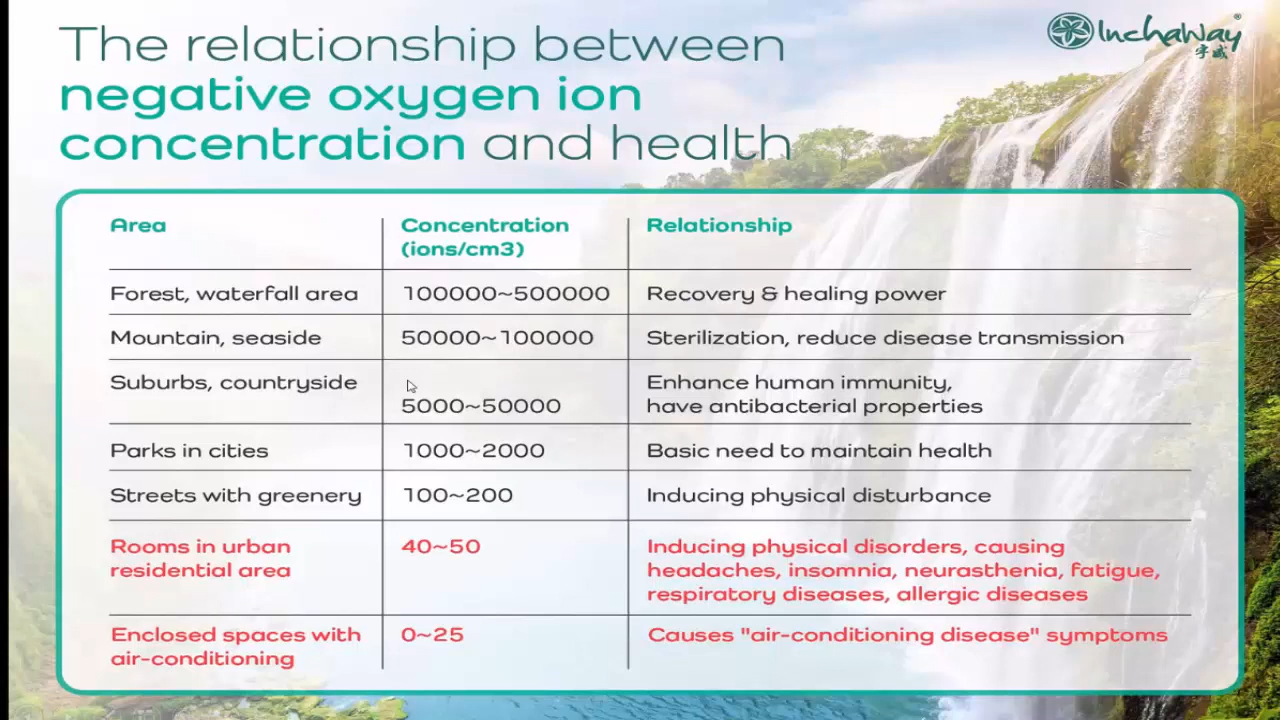 The relationship between
negative oxygen ion
concentration and health
InchaWay®
宇威
Area
Concentration
(ions/cm3)
Relationship
Forest, waterfall area
100000~500000
Recovery & healing power
Mountain, seaside
50000~100000
Sterilization, reduce disease transmission
Suburbs, countryside
5000~50000
Enhance human immunity,
have antibacterial properties
Parks in cities
1000~2000
Basic need to maintain health
Streets with greenery
100~200
Inducing physical disturbance
Rooms in urban
residential area
40~50
Inducing physical disorders, causing
headaches, insomnia, neurasthenia, fatigue,
respiratory diseases, allergic diseases
Enclosed spaces with
air-conditioning
0~25
Causes "air-conditioning disease" symptoms